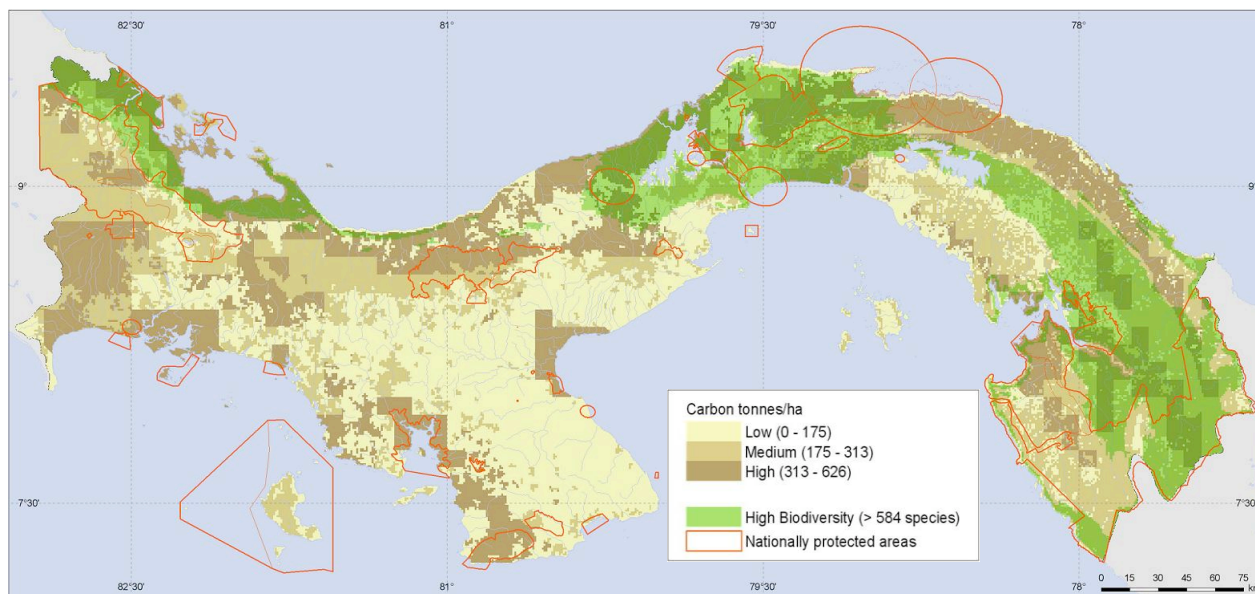 82°30'
81°
79°30'
78°
9°
9°
Carbon tonnes/ha
Low (0 - 175)
Medium (175 - 313)
High (313 - 626)
High Biodiversity (> 584 species)
Nationally protected areas
7°30'
7°30'
82°30'
81°
79°30'
78°
0 15 30 45 60 75